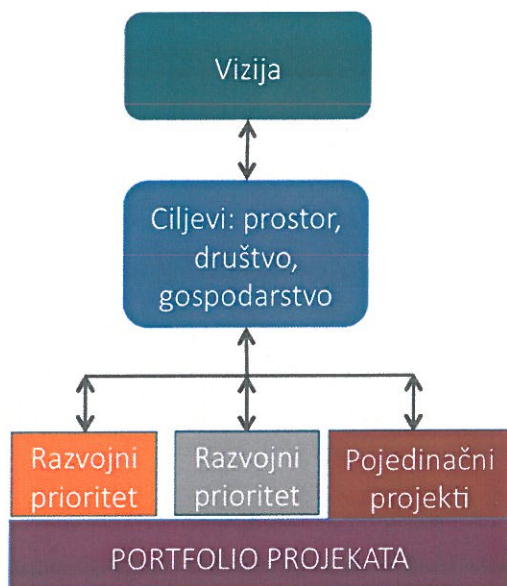 Vizija
Ciljevi: prostor,
društvo,
gospodarstvo
Razvojni
prioritet
Razvojni
prioritet
Pojedinačni
projekti
PORTFOLIO PROJEKATA